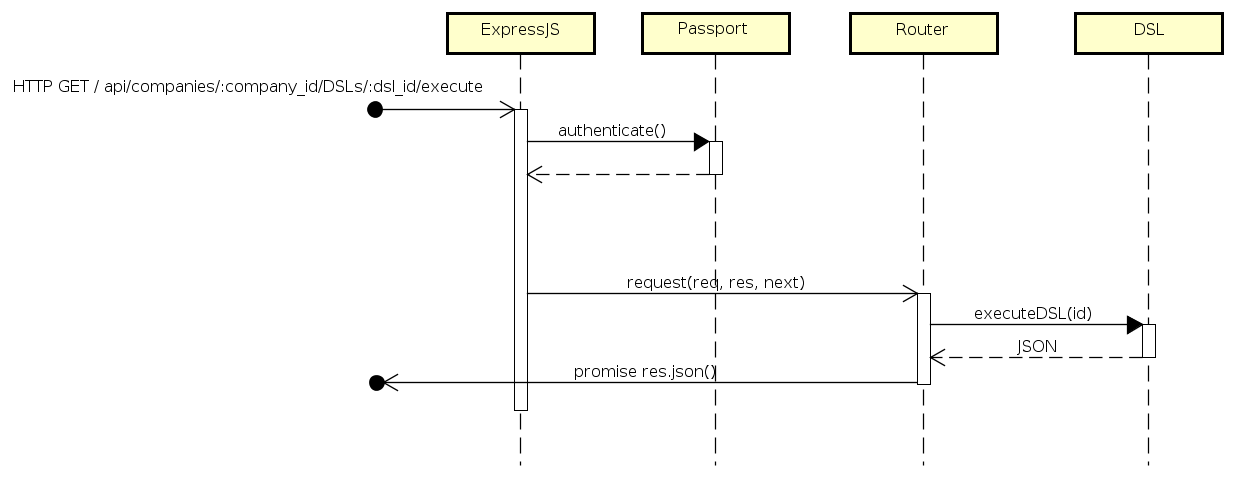 ExpressJS
Passport
Router
DSL
HTTP GET / api/companies/:company_id/DSLs/:dsl_id/execute
authenticate()
request(req, res, next)
executeDSL(id)
JSON
promise res.json()